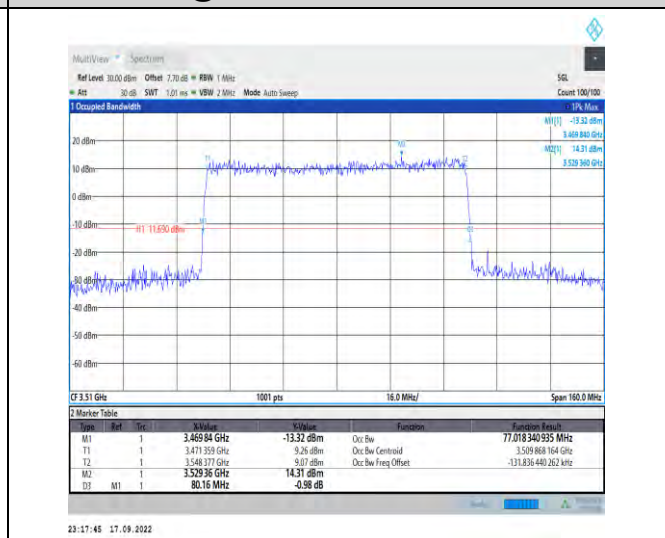 MultiView Spectrum
Ref Level 30.00 dBm Offset 7.70 dB RBW 1 MHz SGL
Att 30 dB SWT 1.01 ms VBW 2 MHz Mode Auto Sweep Count 100/100
1 Occupied Bandwidth 1Pk Max
M1[1] -13.32 dBm
3.469 840 GHz
M2[1] 14.31 dBm
3.529 360 GHz
20 dBm
10 dBm
0 dBm
-10 dBm
H1 11.690 dBm
-20 dBm
-30 dBm
-40 dBm
-50 dBm
-60 dBm
T1
M2
T2
M1
D3
CF 3.51 GHz 1001 pts 16.0 MHz/ Span 160.0 MHz
2 Marker Table
Type Ref Trc X-Value Y-Value Function Function Result
M1 1 3.469 84 GHz -13.32 dBm Occ Bw 77.018 340 935 MHz
T1 1 3.471 359 GHz 9.26 dBm Occ Bw Centroid 3.509 868 164 GHz
T2 1 3.548 377 GHz 9.07 dBm Occ Bw Freq Offset -131.836 440 262 kHz
M2 1 3.529 36 GHz 14.31 dBm
D3 M1 1 80.16 MHz -0.98 dB
23:17:45 17.09.2022